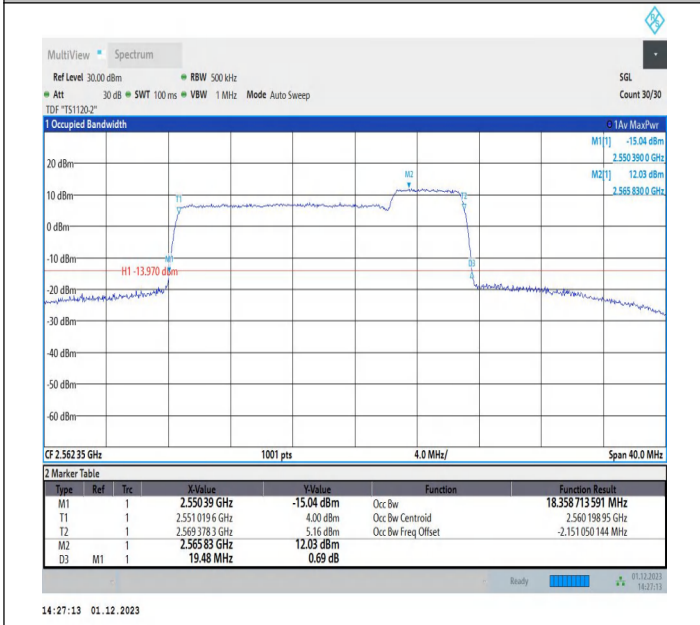 R S
MultiView Spectrum
Ref Level 30.00 dBm RBW 500 kHz SGL
Att 30 dB SWT 100 ms VBW 1 MHz Mode Auto Sweep Count 30/30
TDF "TS1120-2"
1 Occupied Bandwidth 1Av MaxPwr
M1[1] -15.04 dBm
2.550 390 0 GHz
M2[1] 12.03 dBm
2.565 830 0 GHz
20 dBm
M2
10 dBm
T1 T2
0 dBm
-10 dBm
M1 D3
H1 -13.970 dBm
-20 dBm
-30 dBm
-40 dBm
-50 dBm
-60 dBm
CF 2.562 35 GHz 1001 pts 4.0 MHz/ Span 40.0 MHz
2 Marker Table
Type Ref Trc X-Value Y-Value Function Function Result
M1 1 2.550 39 GHz -15.04 dBm Occ Bw 18.358 713 591 MHz
T1 1 2.551 019 6 GHz 4.00 dBm Occ Bw Centroid 2.560 198 95 GHz
T2 1 2.569 378 3 GHz 5.16 dBm Occ Bw Freq Offset -2.151 050 144 MHz
M2 1 2.565 83 GHz 12.03 dBm
D3 M1 1 19.48 MHz 0.69 dB
Ready 01.12.2023
14:27:13
14:27:13 01.12.2023